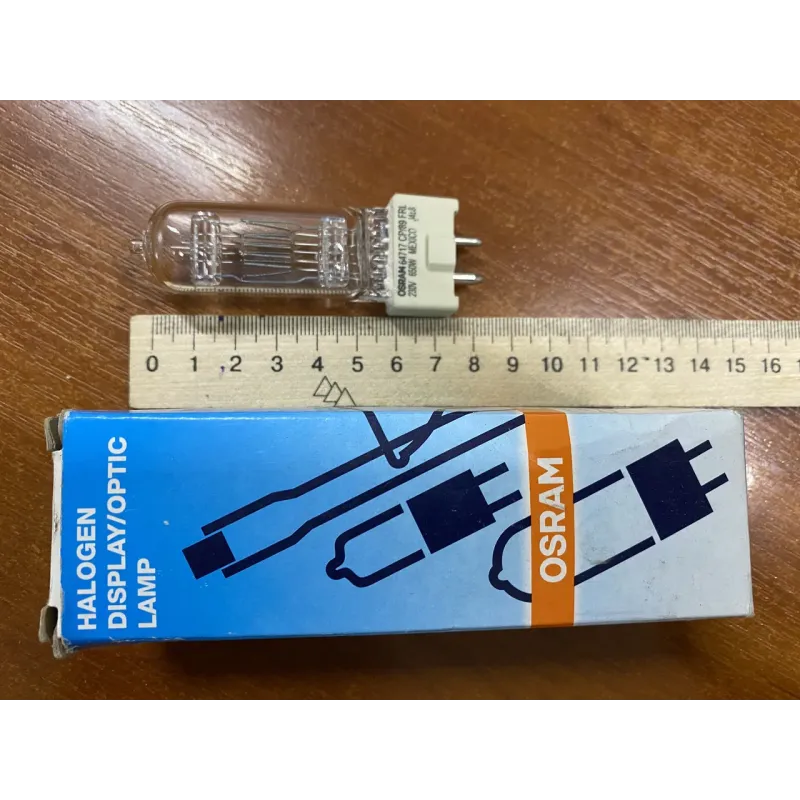 OSRAM 64717 CP/89 FRL
230V 650W MEXICO
0 1 2 3 4 5 6 7 8 9 10 11 12 13 14 15 16
HALOGEN
DISPLAY/OPTIC
LAMP
OSRAM